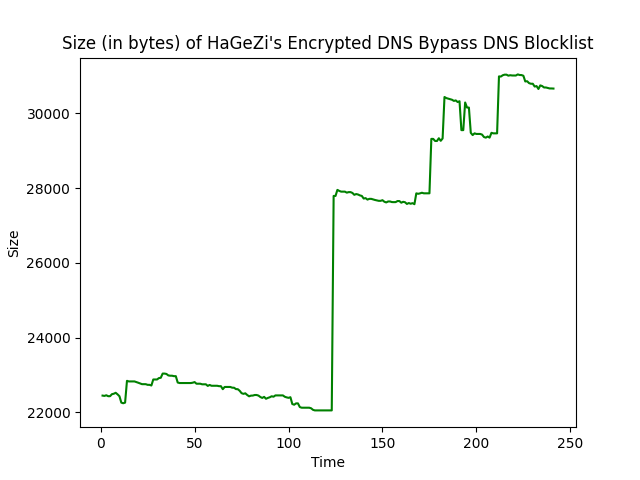 Size (in bytes) of HaGeZi's Encrypted DNS Bypass DNS Blocklist
30000
28000
26000
24000
22000
Size
0 50 100 150 200 250
Time